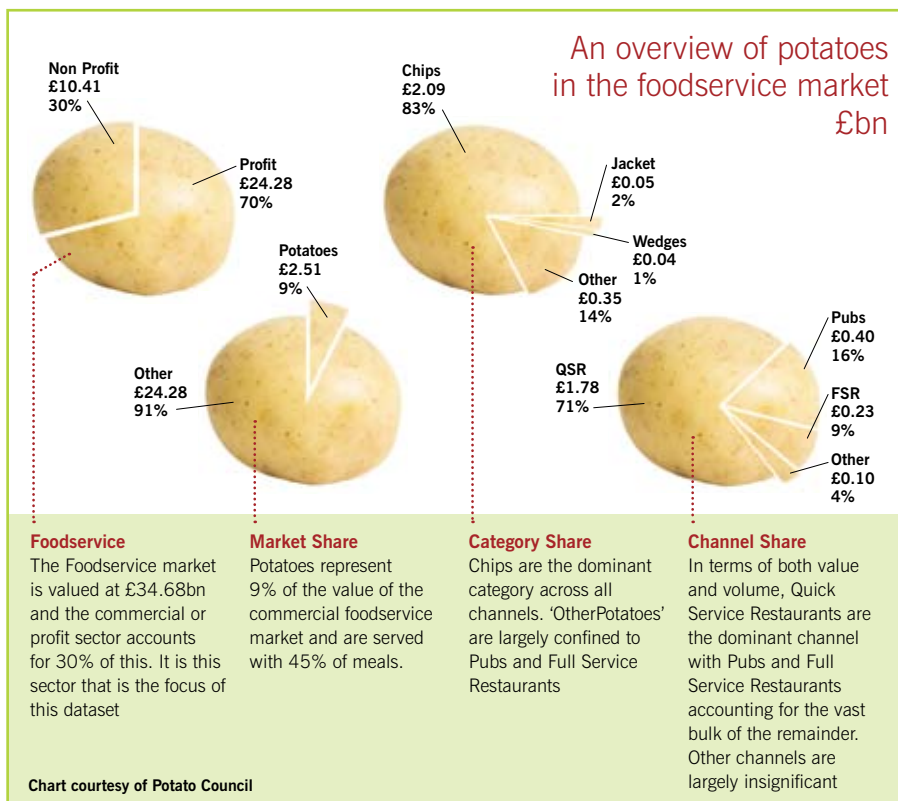 An overview of potatoes
in the foodservice market
£bn
Non Profit
£10.41
30%
Profit
£24.28
70%
Potatoes
£2.51
9%
Other
£24.28
91%
Chips
£2.09
83%
Jacket
£0.05
2%
Wedges
£0.04
1%
Other
£0.35
14%
Pubs
£0.40
16%
QSR
£1.78
71%
FSR
£0.23
9%
Other
£0.10
4%
Foodservice
The Foodservice market
is valued at £34.68bn
and the commercial or
profit sector accounts
for 30% of this. It is this
sector that is the focus of
this dataset
Market Share
Potatoes represent
9% of the value of the
commercial foodservice
market and are served
with 45% of meals.
Category Share
Chips are the dominant
category across all
channels. ‘OtherPotatoes’
are largely confined to
Pubs and Full Service
Restaurants
Channel Share
In terms of both value
and volume, Quick
Service Restaurants are
the dominant channel
with Pubs and Full
Service Restaurants
accounting for the vast
bulk of the remainder.
Other channels are
largely insignificant
Chart courtesy of Potato Council